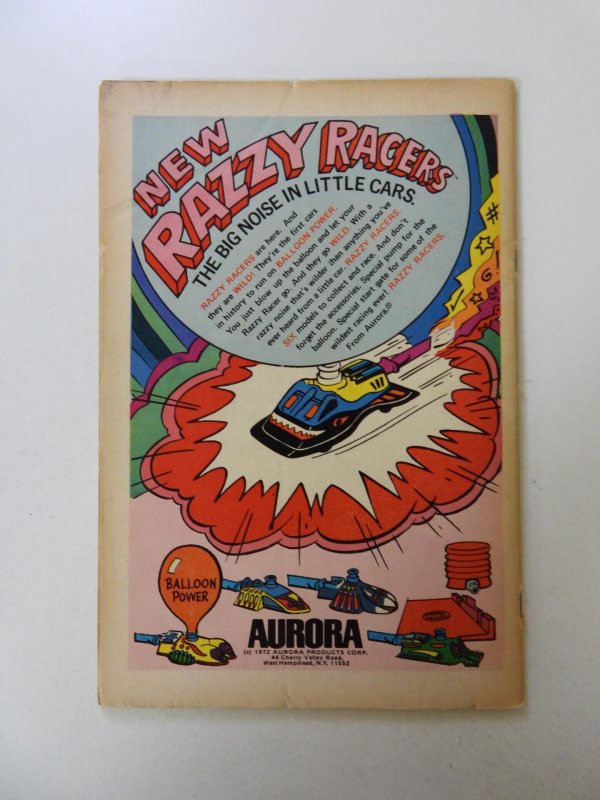 NEW
RAZZY RACERS™
THE BIG NOISE IN LITTLE CARS.
RAZZY RACERS are here. And
they are WILD! They're the first cars
in history to run on BALLOON POWER.
You just blow up the balloon and let your
Razzy Racer go. And they go WILD. With a
razzy noise that's wilder than anything you've
ever heard from a little car. RAZZY RACERS.
SIX models to collect and race. And don't
forget the accessories. Special pump for the
balloon. Special start gate for some of the
wildest racing ever! RAZZY RACERS.
From Aurora.®
#
G!
BALLOON
POWER
AURORA
(c) 1972 AURORA PRODUCTS CORP.
44 Cherry Valley Road,
West Hempstead, N.Y. 11552